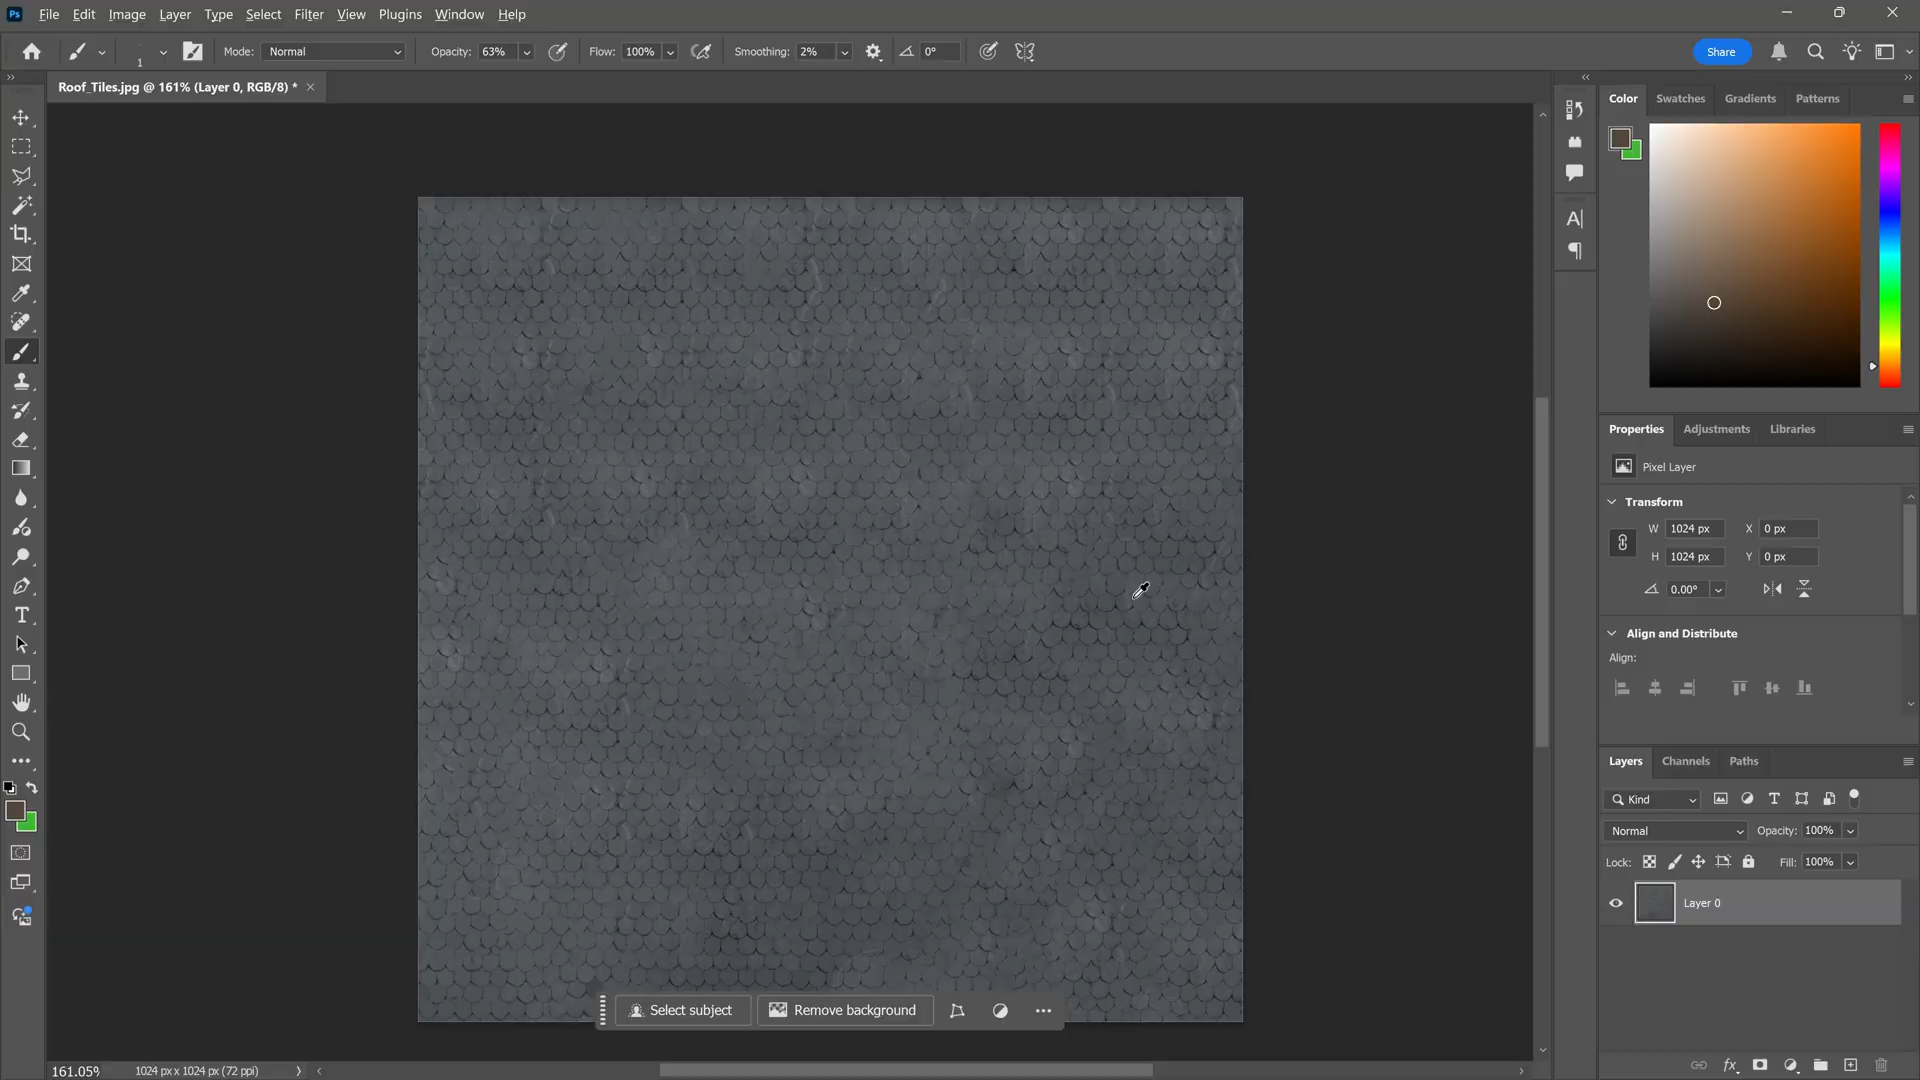 Ps File Edit Image Layer Type Select Filter View Plugins Window Help
1 Mode: Normal Opacity: 63% Flow: 100% Smoothing: 2% 0° Share
Roof_Tiles.jpg @ 161% (Layer 0, RGB/8) *
Color Swatches Gradients Patterns
Properties Adjustments Libraries
Pixel Layer
Transform
W 1024 px X 0 px
H 1024 px Y 0 px
0.00°
Align and Distribute
Align:
Layers Channels Paths
Kind
Normal Opacity: 100%
Lock: Fill: 100%
Layer 0
Select subject Remove background
161.05% 1024 px x 1024 px (72 ppi)